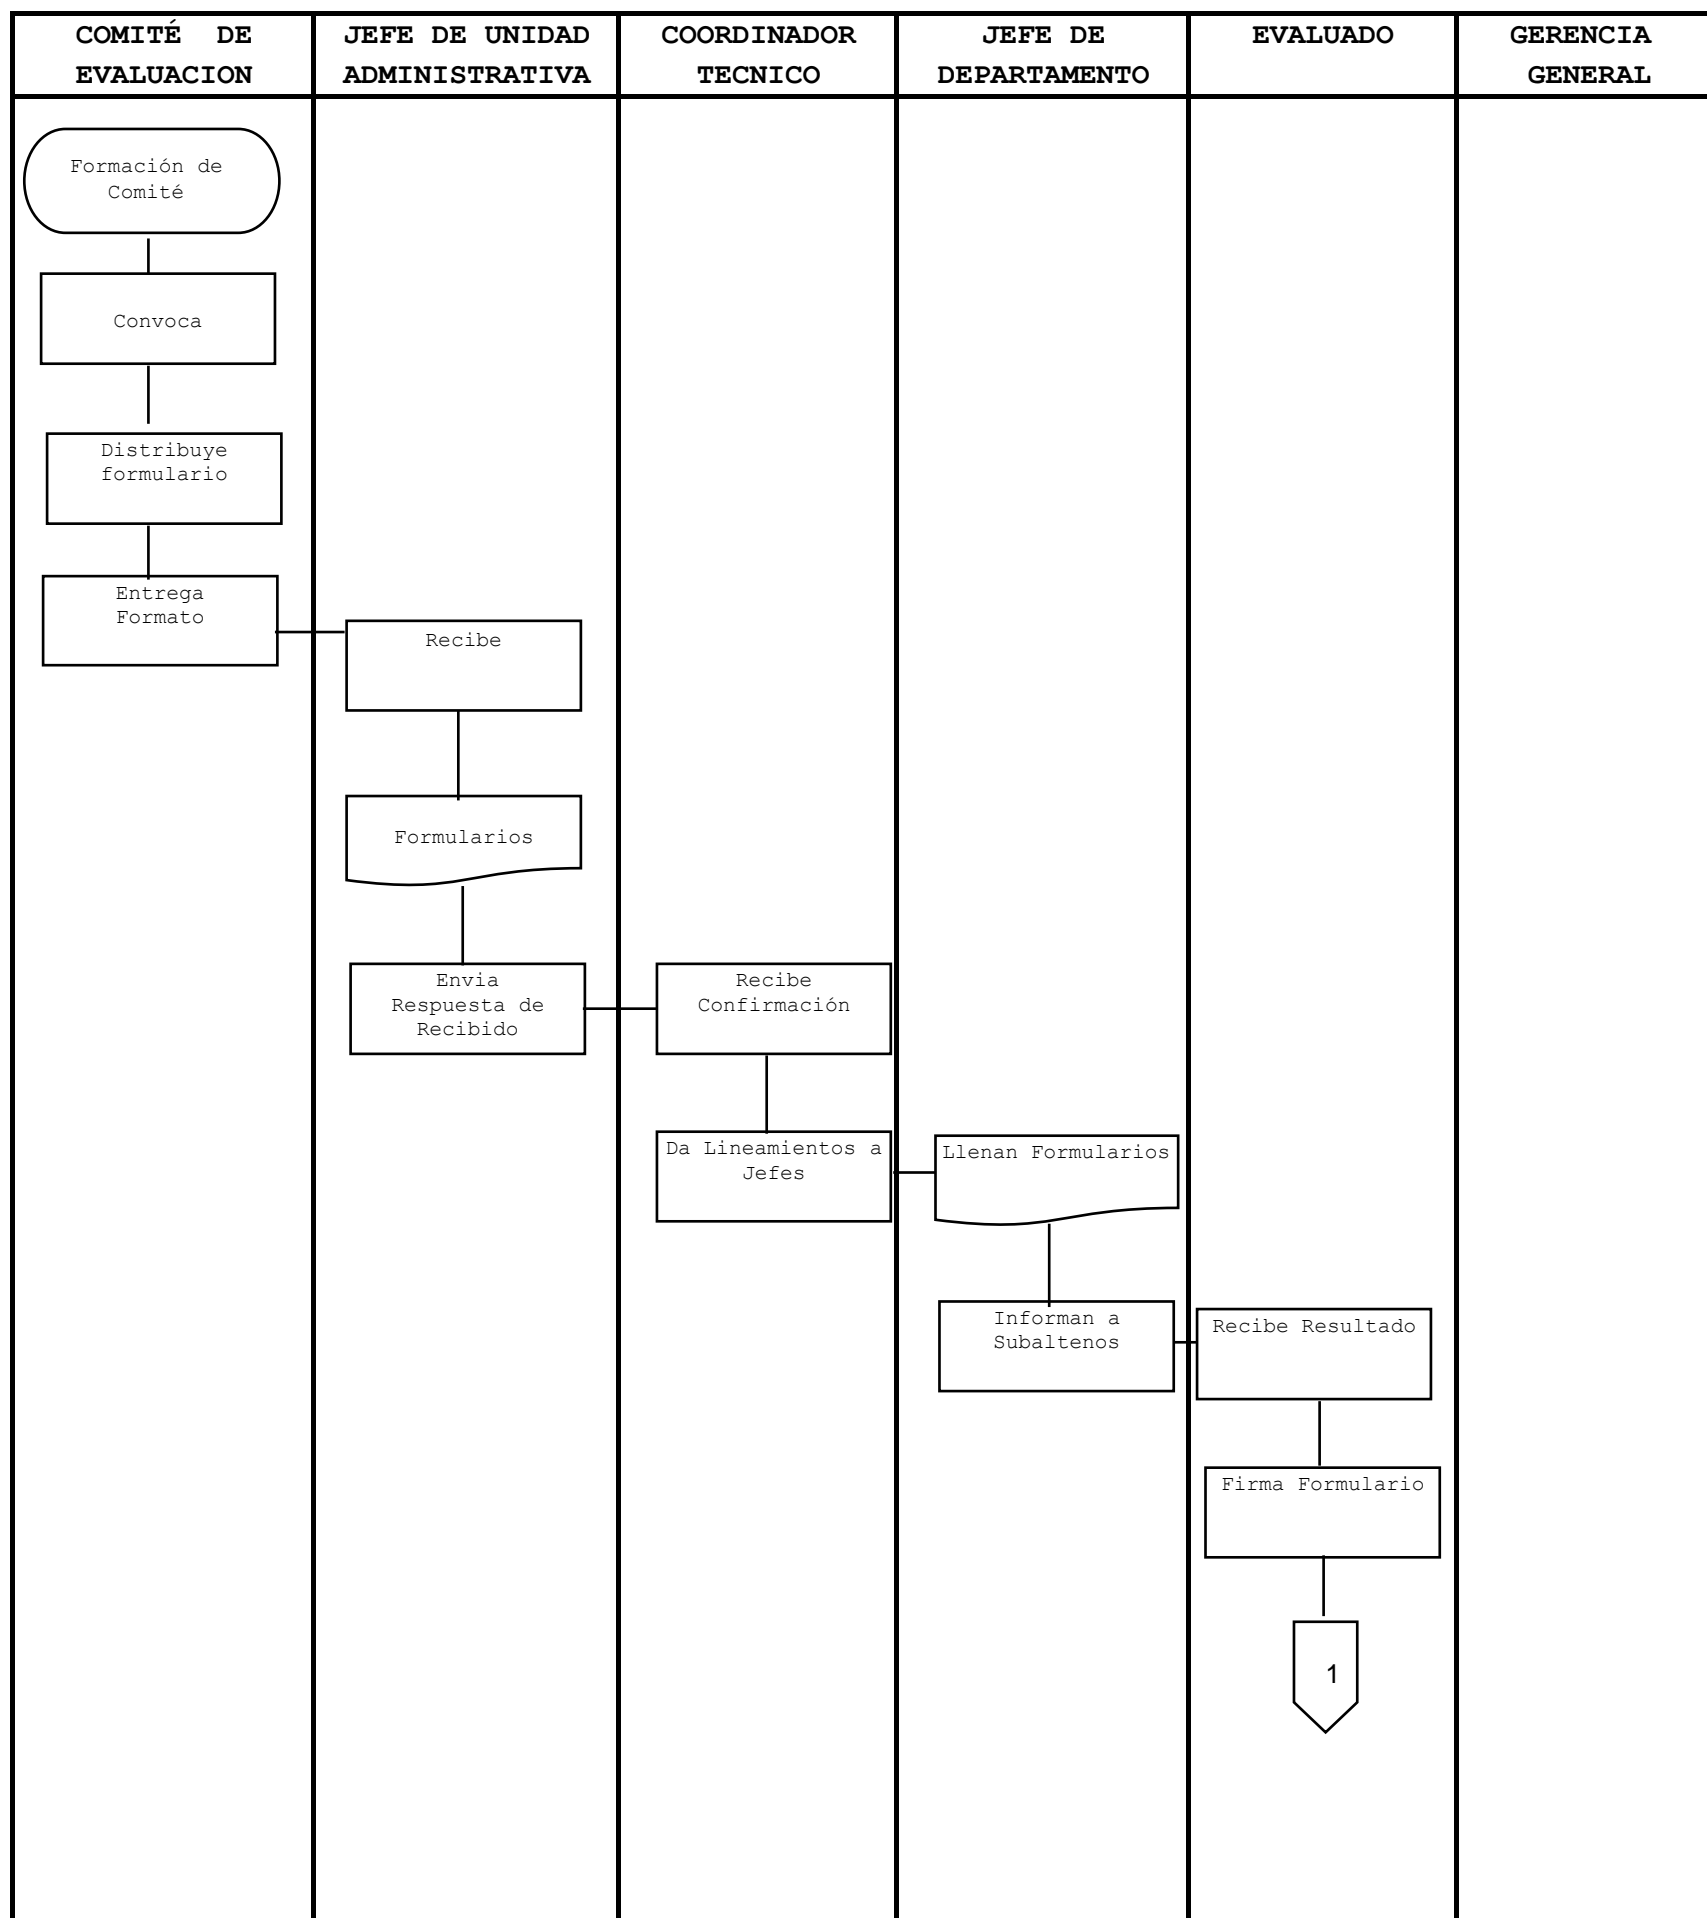 COMITÉ DE
EVALUACION
JEFE DE UNIDAD
ADMINISTRATIVA
COORDINADOR
TECNICO
JEFE DE
DEPARTAMENTO
EVALUADO
GERENCIA
GENERAL
Formación de
Comité
Convoca
Distribuye
formulario
Entrega
Formato
Recibe
Formularios
Envia
Respuesta de
Recibido
Recibe
Confirmación
Da Lineamientos a
Jefes
Llenan Formularios
Informan a
Subaltenos
Recibe Resultado
Firma Formulario
1